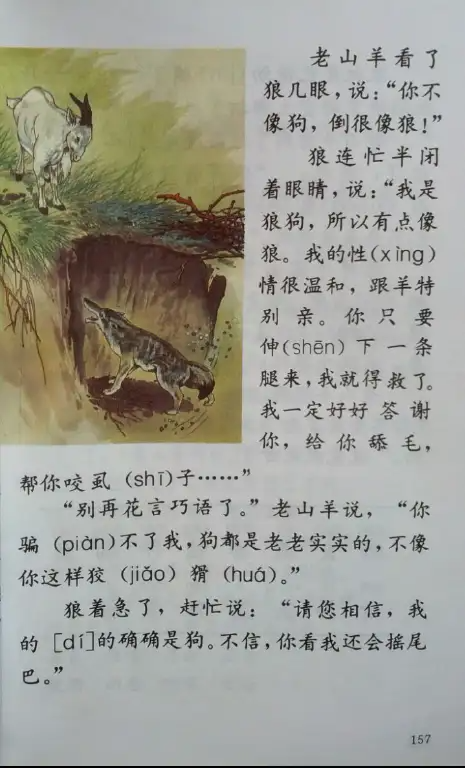 老山羊看了
狼几眼，说：“你不
像狗，倒很像狼！”
狼连忙半闭
着眼睛，说：“我是
狼狗，所以有点像
狼。我的性(xìng)
情很温和，跟羊特
别亲。你只要
伸(shēn)下一条
腿来，我就得救了。
我一定好好答谢
你，给你舔毛，
帮你咬虱 (shī)子……”
“别再花言巧语了。”老山羊说，“你
骗 (piàn)不了我，狗都是老老实实的，不像
你这样狡 (jiǎo) 猾 (huá)。”
狼着急了，赶忙说：“请您相信，我
的 [dí]的确确是狗。不信，你看我还会摇尾
巴。”
157